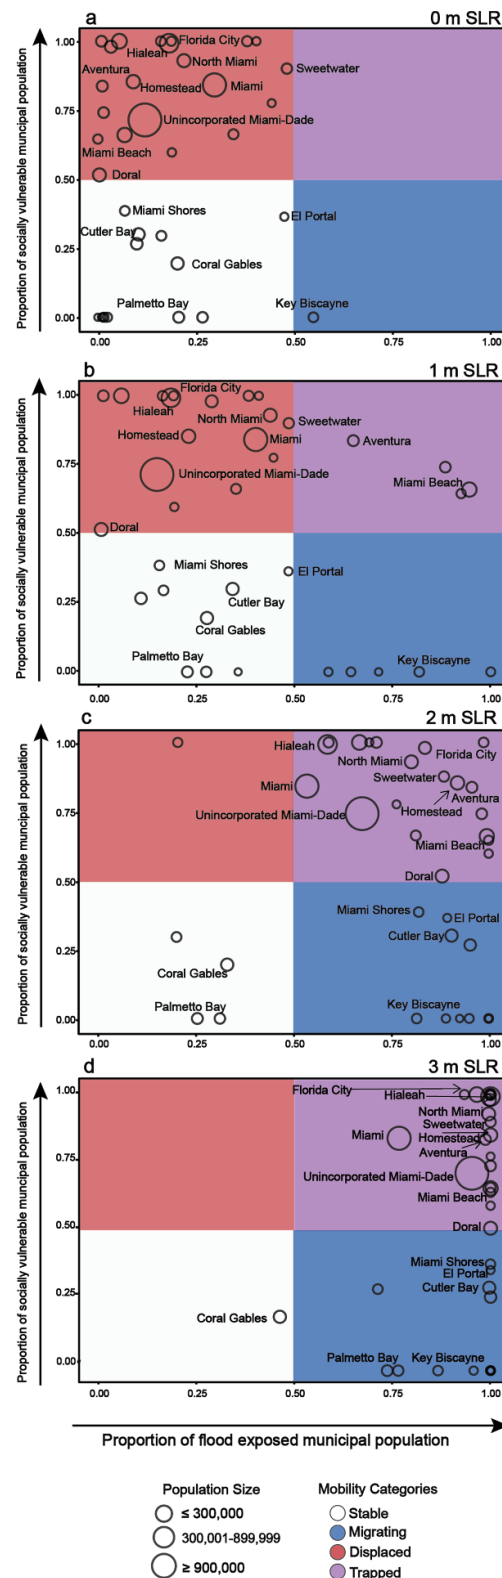 a
0 m SLR
Proportion of socially vulnerable muncipal population
1.00
0.75
0.50
0.25
0.00
Florida City
Hialeah
North Miami
Sweetwater
Aventura
Homestead
Miami
Unincorporated Miami-Dade
Miami Beach
Doral
Miami Shores
El Portal
Cutler Bay
Coral Gables
Palmetto Bay
Key Biscayne
0.00 0.25 0.50 0.75 1.00
b
1 m SLR
Proportion of socially vulnerable municipal population
1.00
0.75
0.50
0.25
0.00
Florida City
Hialeah
North Miami
Sweetwater
Homestead
Miami
Aventura
Unincorporated Miami-Dade
Miami Beach
Doral
Miami Shores
El Portal
Cutler Bay
Coral Gables
Palmetto Bay
Key Biscayne
0.00 0.25 0.50 0.75 1.00
c
2 m SLR
Proportion of socially vulnerable municipal population
1.00
0.75
0.50
0.25
0.00
Hialeah
Florida City
North Miami
Sweetwater
Miami
Aventura
Homestead
Unincorporated Miami-Dade
Miami Beach
Doral
Miami Shores
El Portal
Cutler Bay
Coral Gables
Palmetto Bay
Key Biscayne
0.00 0.25 0.50 0.75 1.00
d
3 m SLR
Proportion of socially vulnerable municipal population
1.00
0.75
0.50
0.25
0.00
Florida City
Hialeah
North Miami
Sweetwater
Miami
Homestead
Aventura
Unincorporated Miami-Dade
Miami Beach
Doral
Miami Shores
El Portal
Cutler Bay
Coral Gables
Palmetto Bay
Key Biscayne
0.00 0.25 0.50 0.75 1.00
Proportion of flood exposed municipal population
Population Size
≤ 300,000
300,001-899,999
≥ 900,000
Mobility Categories
Stable
Migrating
Displaced
Trapped